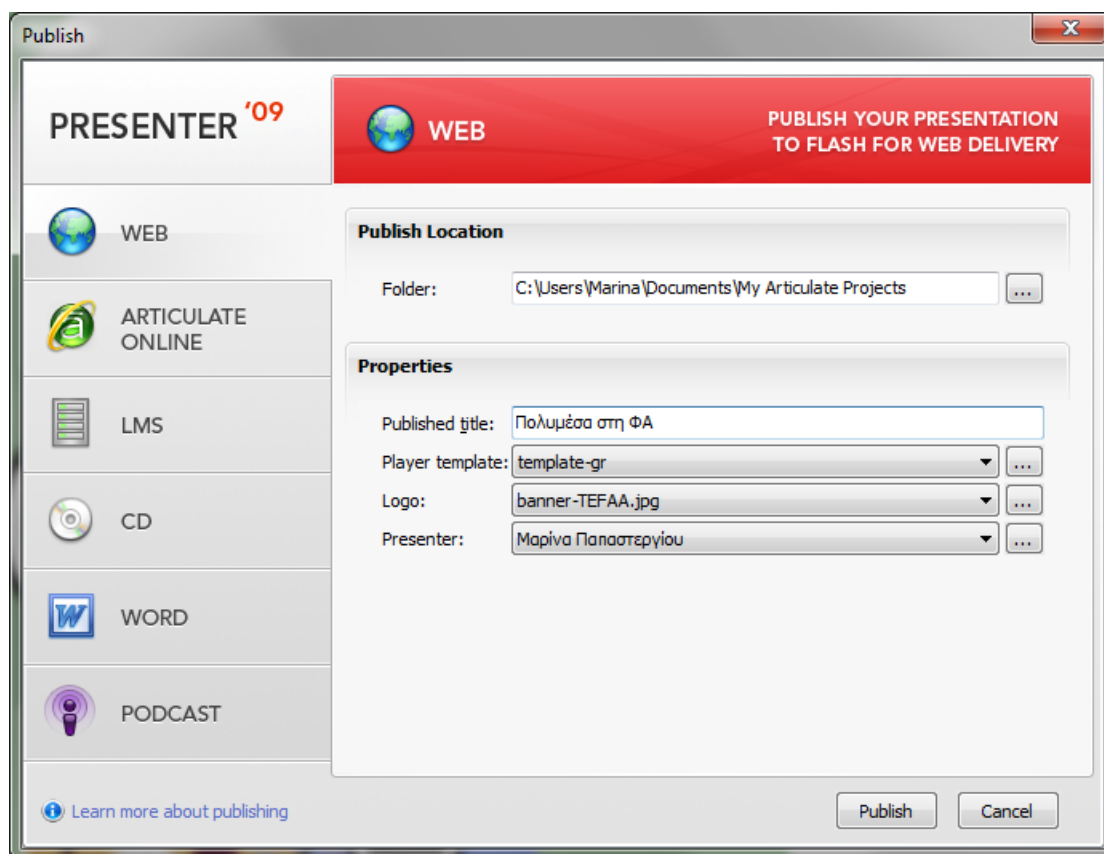 Publish
PRESENTER '09
WEB
PUBLISH YOUR PRESENTATION
TO FLASH FOR WEB DELIVERY
WEB
ARTICULATE
ONLINE
LMS
CD
WORD
PODCAST
Publish Location
Folder: C:\Users\Marina\Documents\My Articulate Projects ...
Properties
Published title: Πολυμέσα στη ΦΑ
Player template: template-gr ...
Logo: banner-TEFAA.jpg ...
Presenter: Μαρίνα Παπαστεργίου ...
Learn more about publishing
Publish Cancel